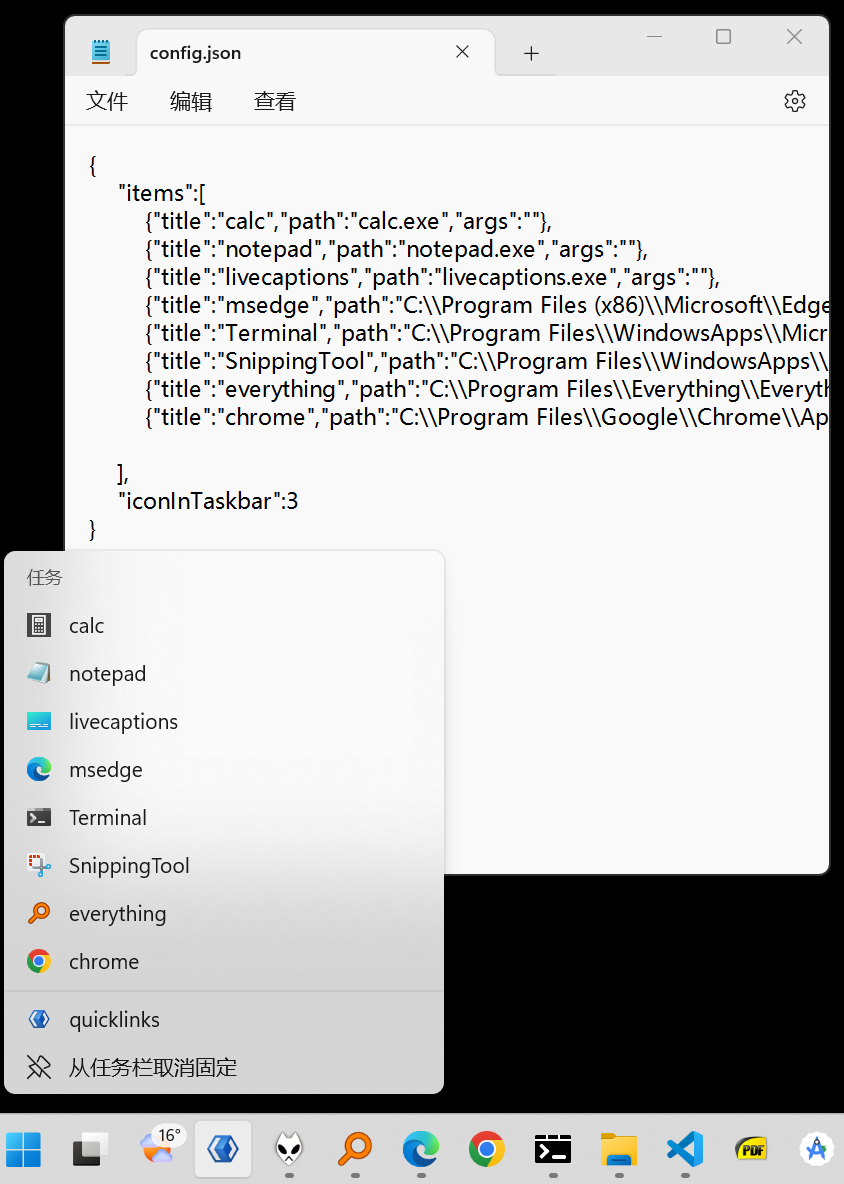 config.json
文件 编辑 查看
{
"items":[
{"title":"calc","path":"calc.exe","args":""},
{"title":"notepad","path":"notepad.exe","args":""},
{"title":"livecaptions","path":"livecaptions.exe","args":""},
{"title":"msedge","path":"C:\\Program Files (x86)\\Microsoft\\Edge
{"title":"Terminal","path":"C:\\Program Files\\WindowsApps\\Micr
{"title":"SnippingTool","path":"C:\\Program Files\\WindowsApps\\
{"title":"everything","path":"C:\\Program Files\\Everything\\Everyth
{"title":"chrome","path":"C:\\Program Files\\Google\\Chrome\\Ap
],
"iconInTaskbar":3
}
任务
calc
notepad
livecaptions
msedge
Terminal
SnippingTool
everything
chrome
quicklinks
从任务栏取消固定
16°
PDF